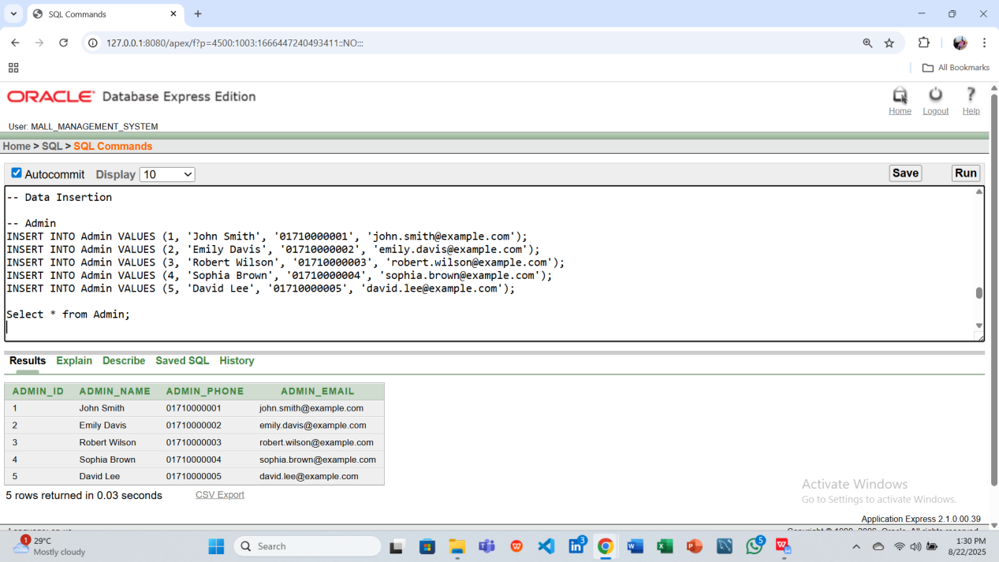 SQL Commands
127.0.0.1:8080/apex/f?p=4500:1003:1666447240493411::NO:::
All Bookmarks
ORACLE Database Express Edition
Home Logout Help
User: MALL_MANAGEMENT_SYSTEM
Home > SQL > SQL Commands
Autocommit Display 10 Save Run
-- Data Insertion
-- Admin
INSERT INTO Admin VALUES (1, 'John Smith', '01710000001', 'john.smith@example.com');
INSERT INTO Admin VALUES (2, 'Emily Davis', '01710000002', 'emily.davis@example.com');
INSERT INTO Admin VALUES (3, 'Robert Wilson', '01710000003', 'robert.wilson@example.com');
INSERT INTO Admin VALUES (4, 'Sophia Brown', '01710000004', 'sophia.brown@example.com');
INSERT INTO Admin VALUES (5, 'David Lee', '01710000005', 'david.lee@example.com');
Select * from Admin;
Results Explain Describe Saved SQL History
ADMIN_ID ADMIN_NAME ADMIN_PHONE ADMIN_EMAIL
1 John Smith 01710000001 john.smith@example.com
2 Emily Davis 01710000002 emily.davis@example.com
3 Robert Wilson 01710000003 robert.wilson@example.com
4 Sophia Brown 01710000004 sophia.brown@example.com
5 David Lee 01710000005 david.lee@example.com
5 rows returned in 0.03 seconds CSV Export
Activate Windows
Go to Settings to activate Windows.
Application Express 2.1.0.00.39
1 29°C
Mostly cloudy
Search
3
5
1:30 PM
8/22/2025